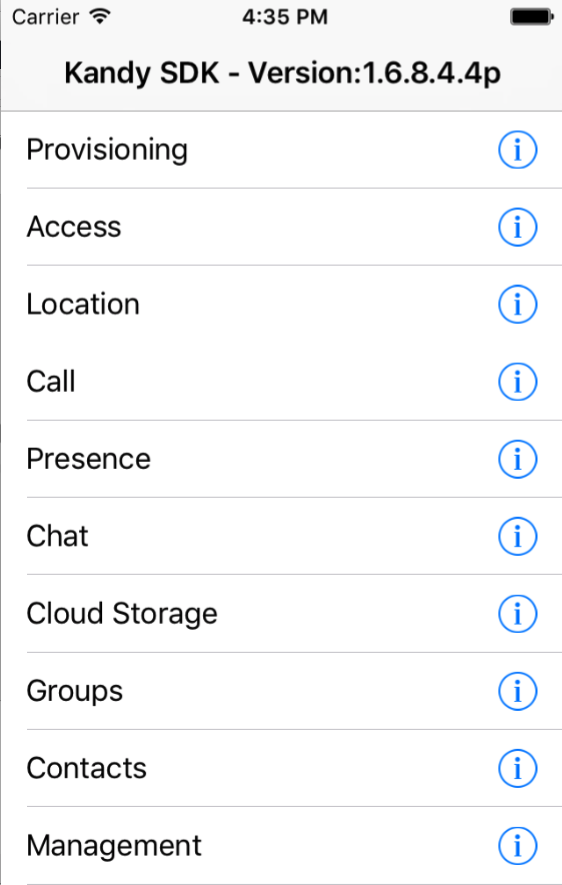 Carrier 4:35 PM
Kandy SDK - Version:1.6.8.4.4p
Provisioning
Access
Location
Call
Presence
Chat
Cloud Storage
Groups
Contacts
Management